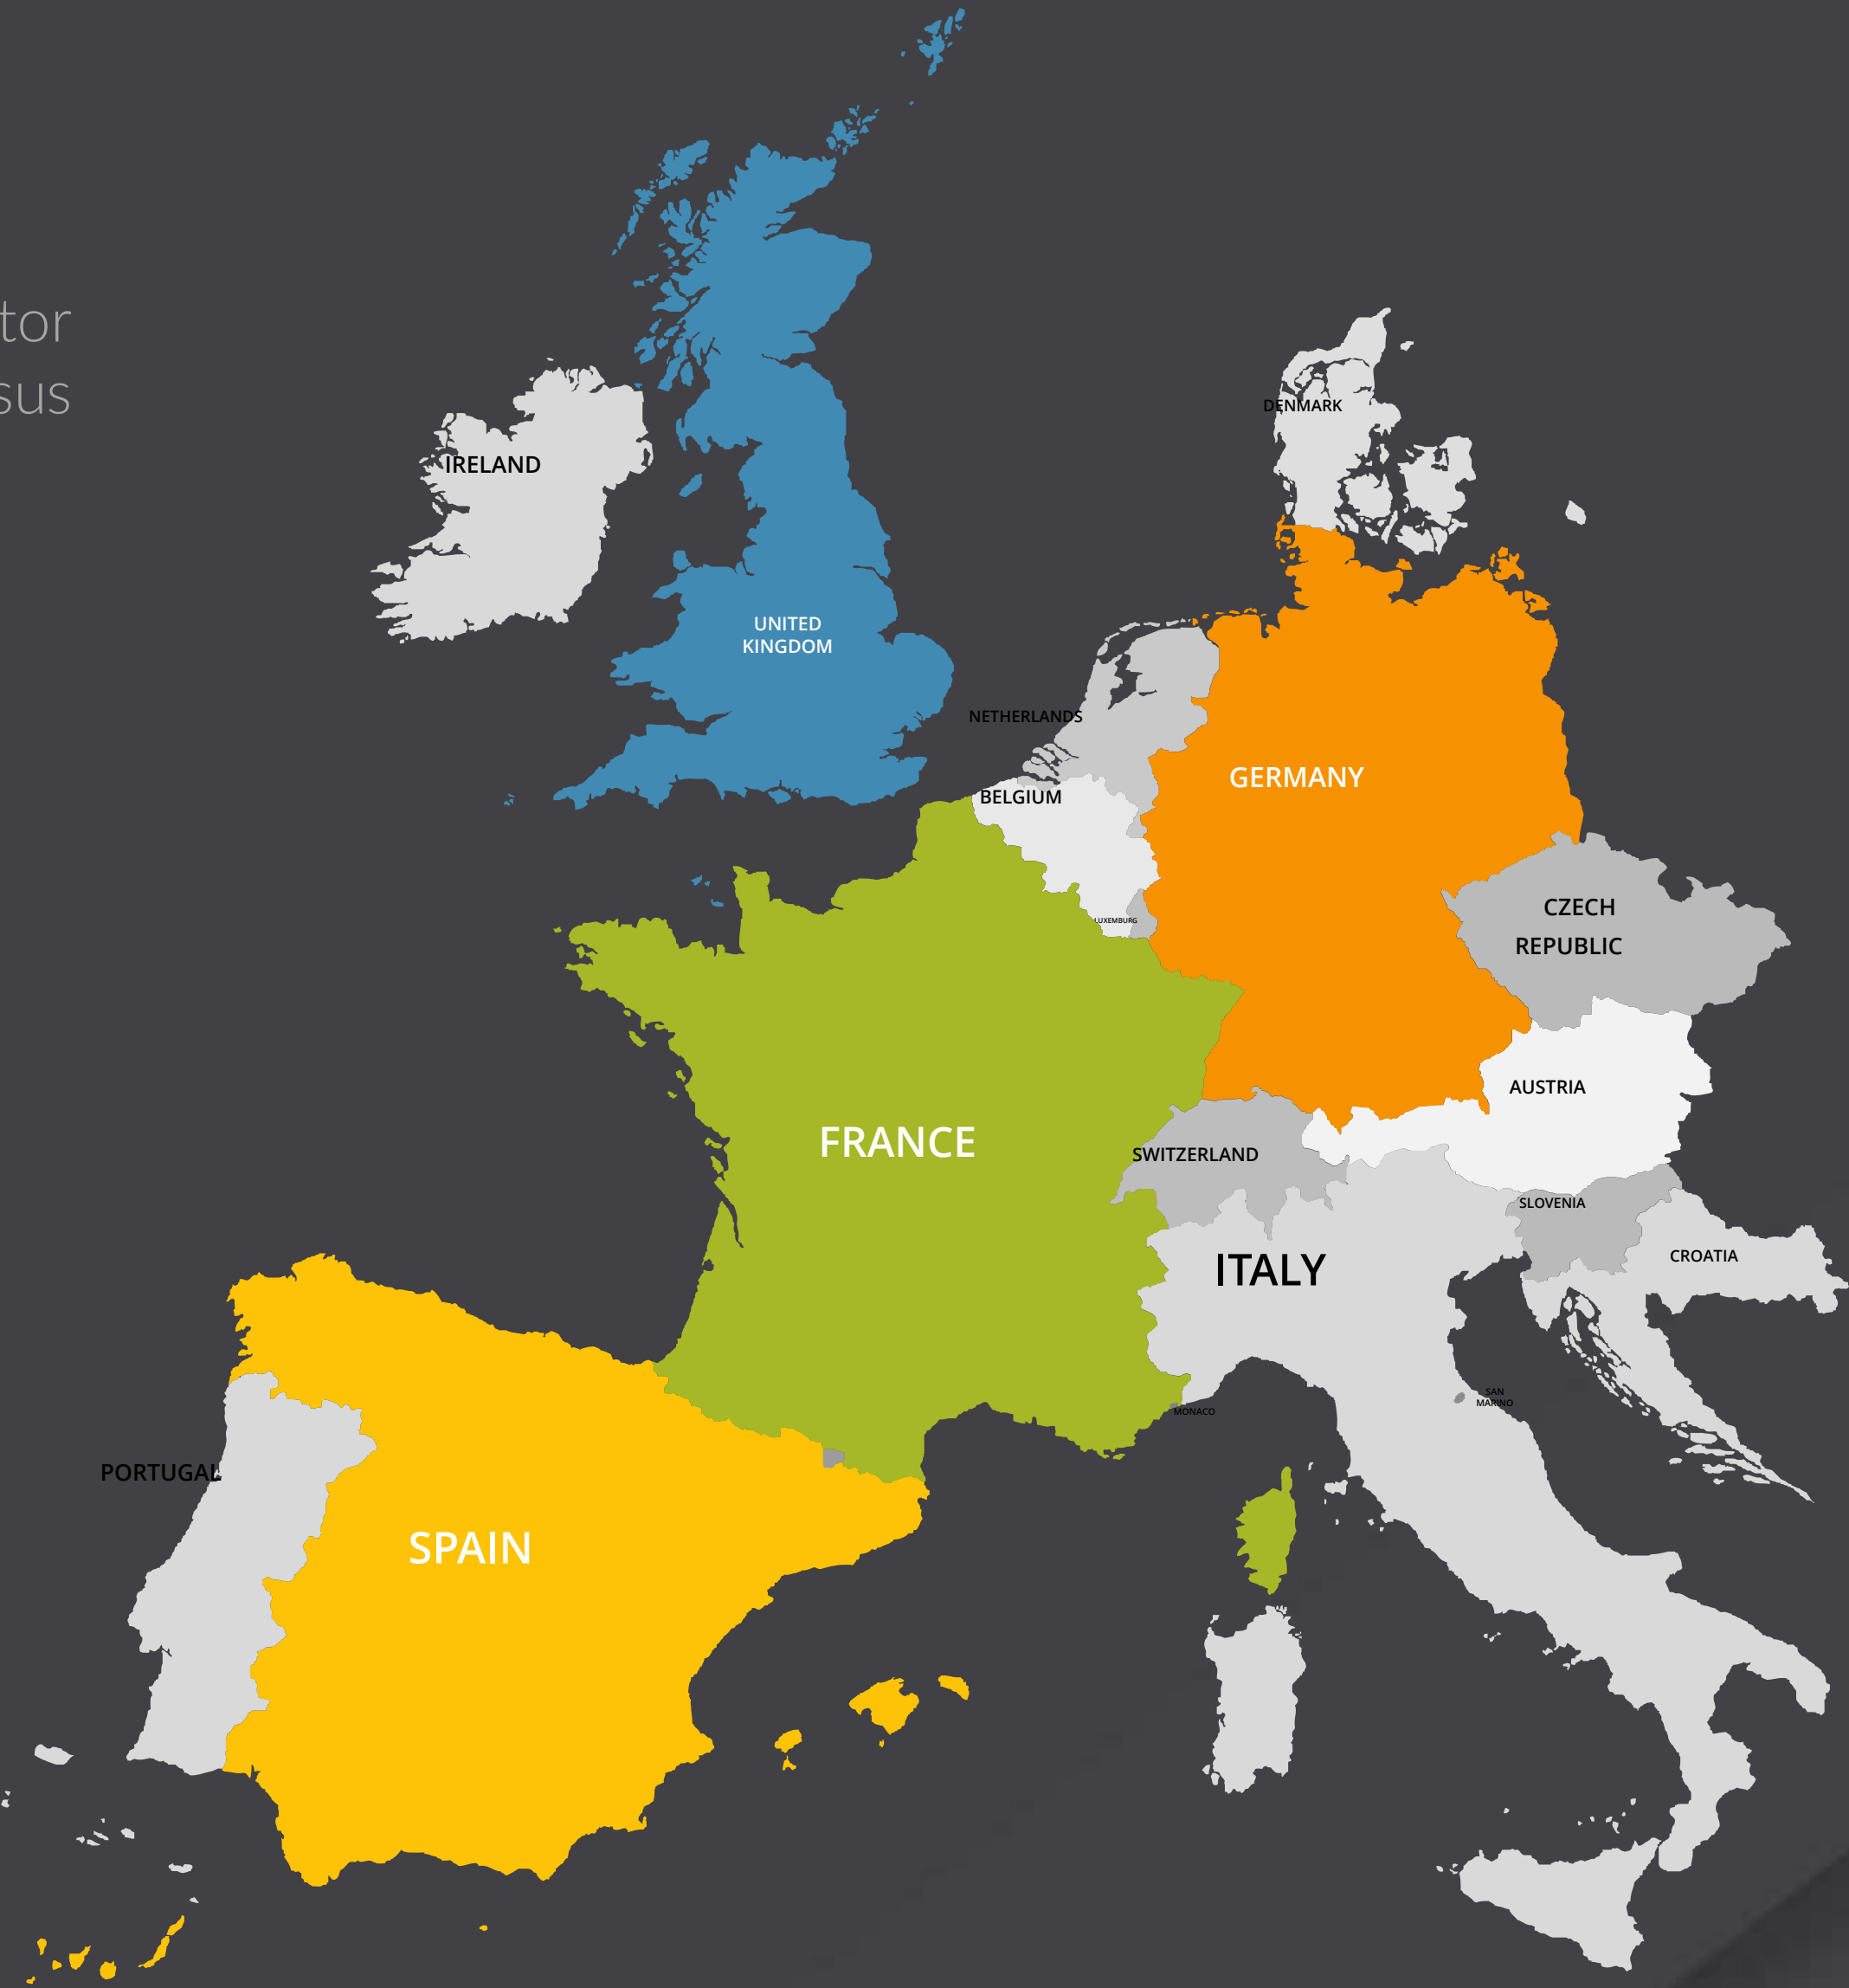 tor
sus
DENMARK
IRELAND
UNITED
KINGDOM
NETHERLANDS
GERMANY
BELGIUM
CZECH
REPUBLIC
LUXEMBURG
AUSTRIA
FRANCE
SWITZERLAND
SLOVENIA
CROATIA
ITALY
SAN
MARINO
MONACO
PORTUGAL
SPAIN